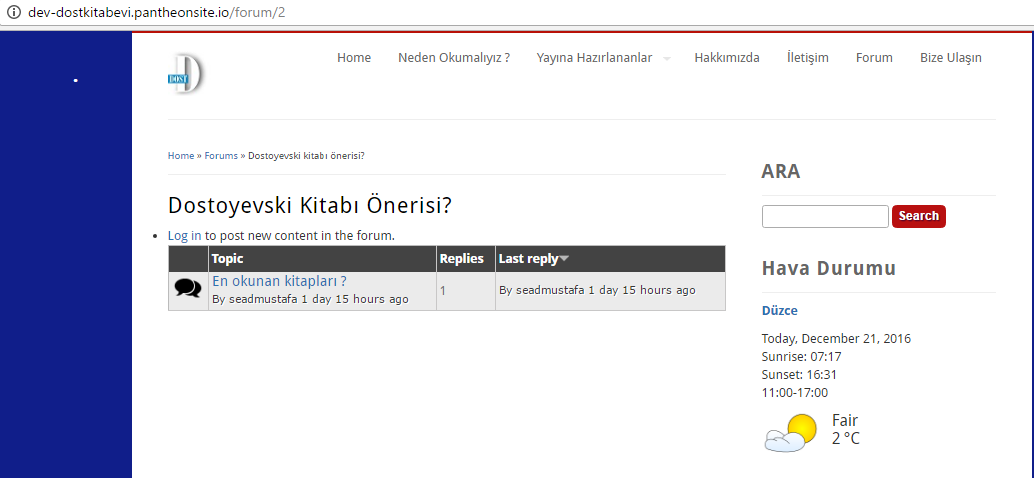 dev-dostkitabevi.pantheonsite.io/forum/2
D
DOST
Home Neden Okumalıyız ? Yayına Hazırlananlar Hakkımızda İletişim Forum Bize Ulaşın
Home » Forums » Dostoyevski kitabı önerisi?
Dostoyevski Kitabı Önerisi?
Log in to post new content in the forum.
Topic Replies Last reply
En okunan kitapları ?
By seadmustafa 1 day 15 hours ago
1
By seadmustafa 1 day 15 hours ago
ARA
Search
Hava Durumu
Düzce
Today, December 21, 2016
Sunrise: 07:17
Sunset: 16:31
11:00-17:00
Fair
2 °C